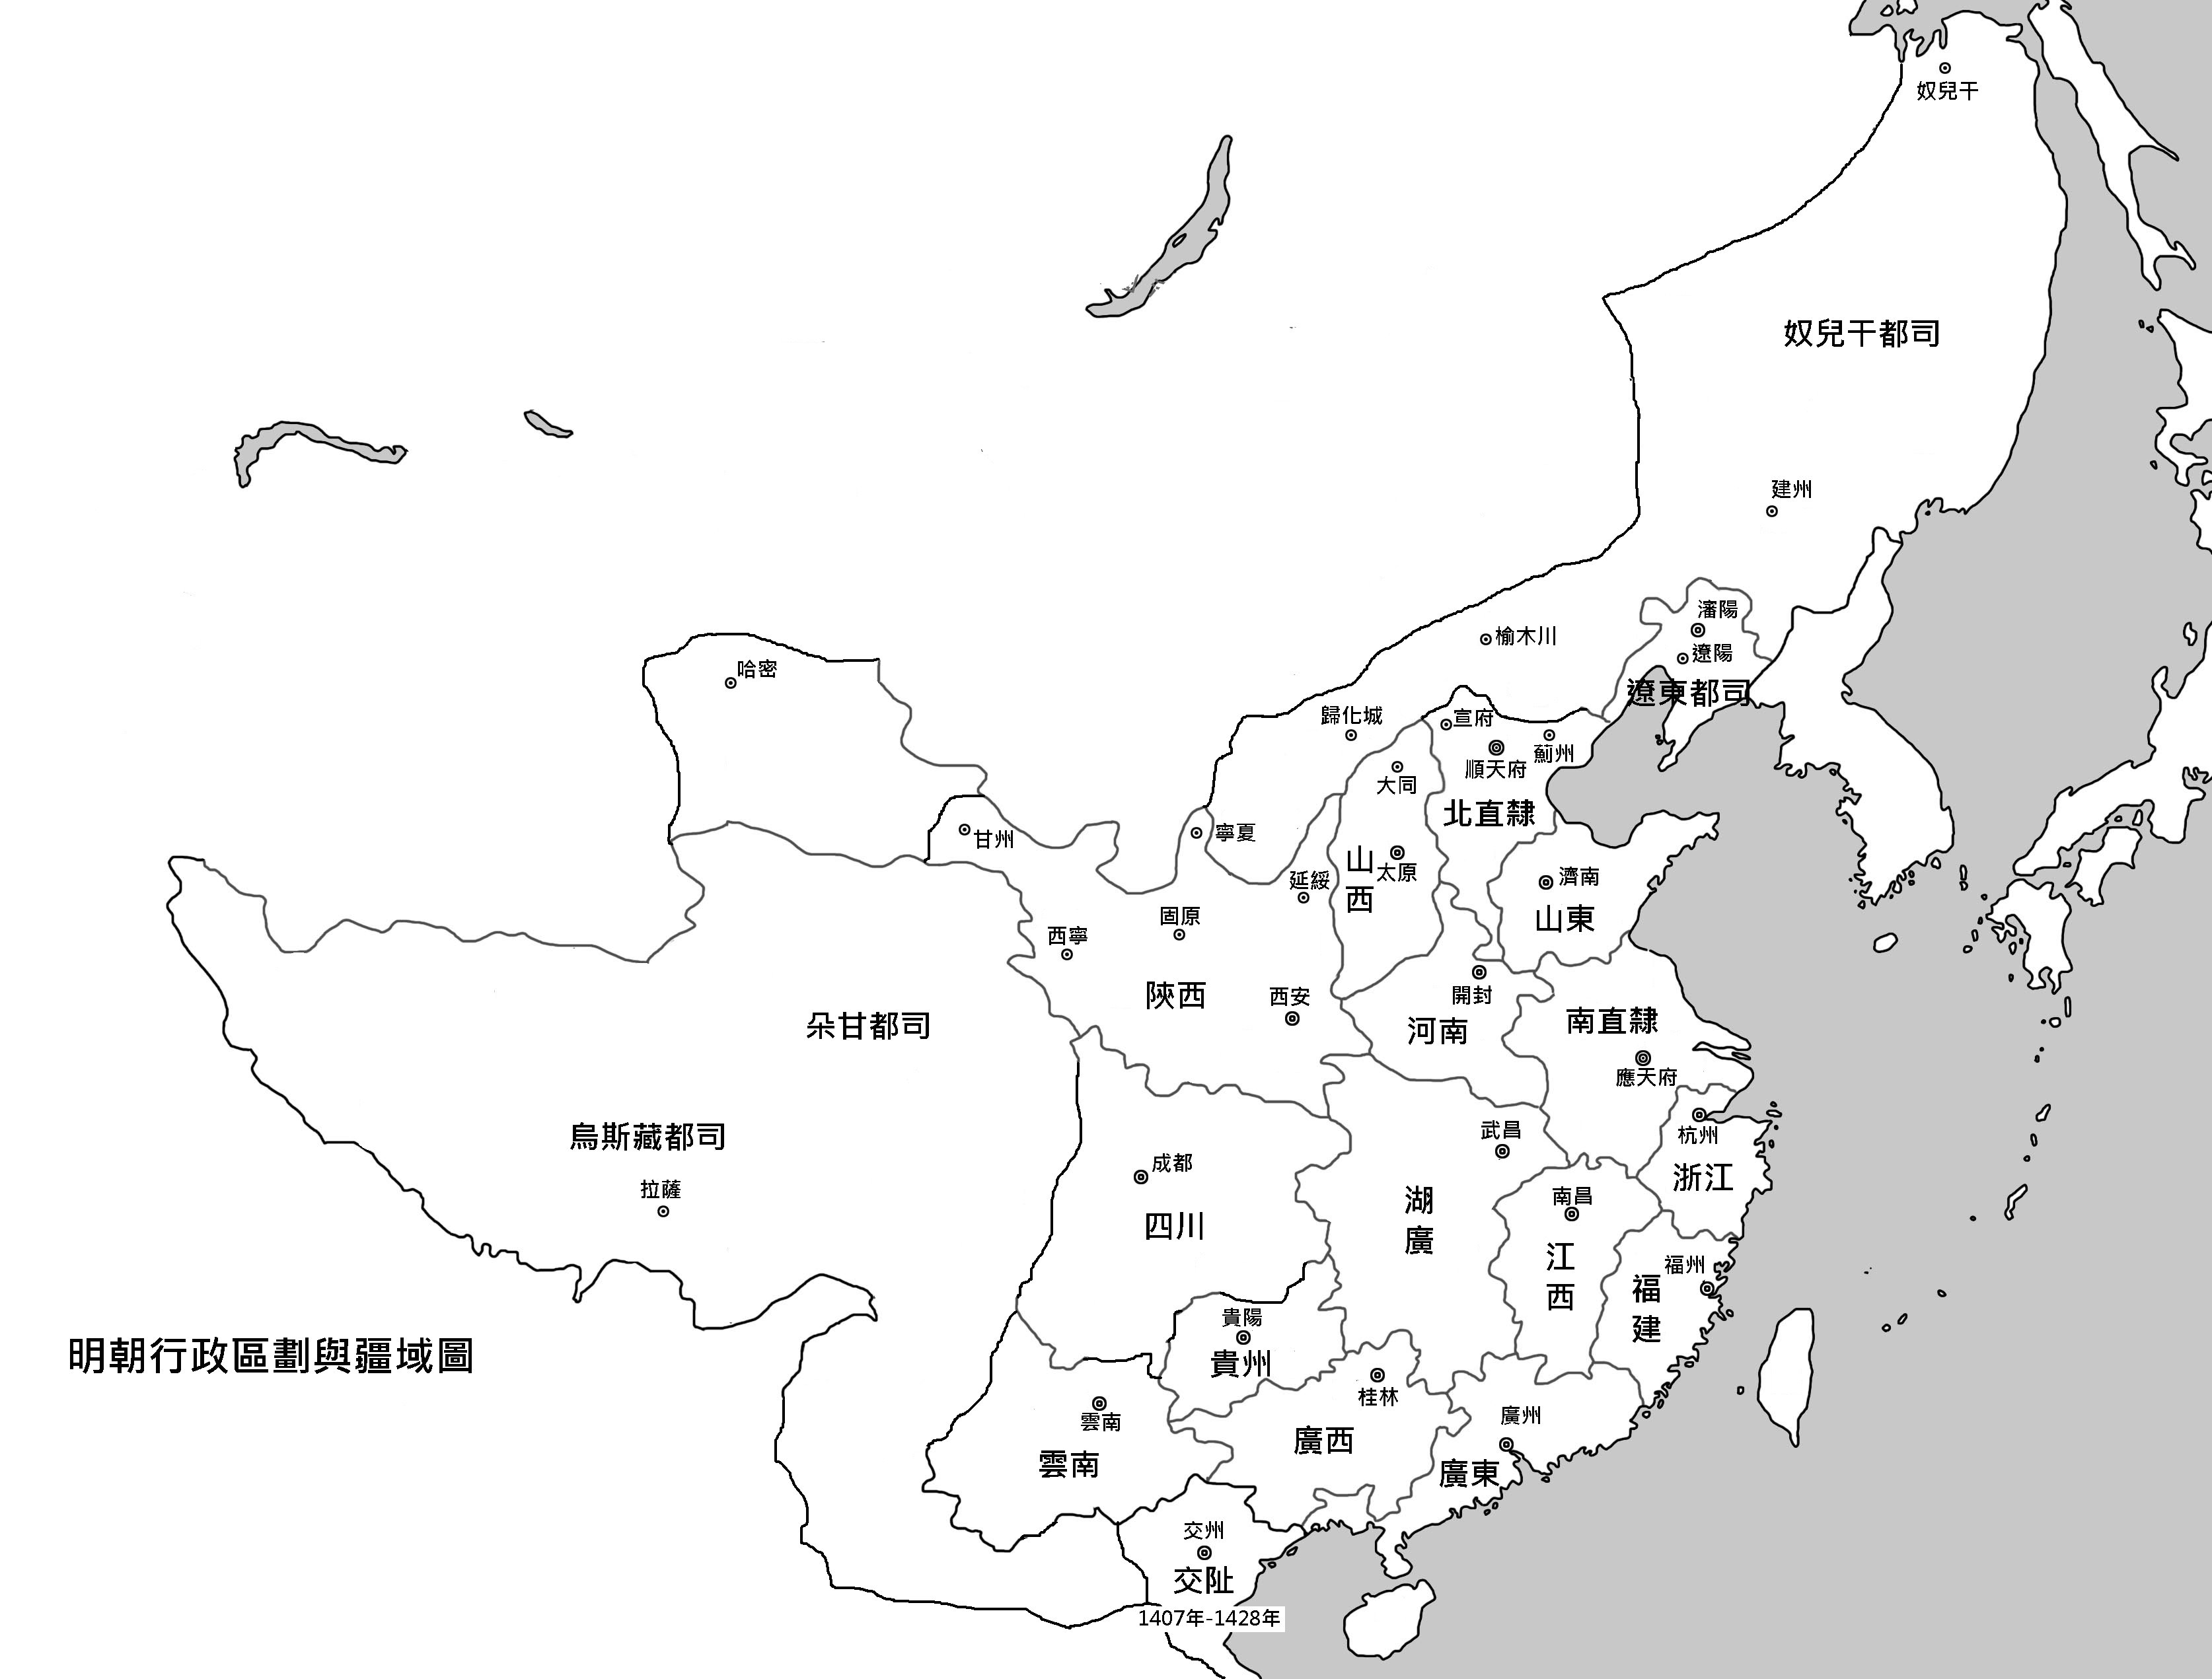 奴兒干
奴兒干都司
建州
瀋陽
遼陽
遼東都司
榆木川
哈密
歸化城
宣府
薊州
順天府
大同
北直隸
甘州
寧夏
山西
太原
延綏
濟南
山東
固原
西寧
陝西
西安
開封
河南
南直隸
應天府
朵甘都司
烏斯藏都司
拉薩
成都
四川
武昌
湖廣
杭州
浙江
南昌
江西
福州
福建
貴陽
貴州
明朝行政區劃與疆域圖
桂林
廣西
雲南
雲南
廣州
廣東
交州
交阯
1407年-1428年